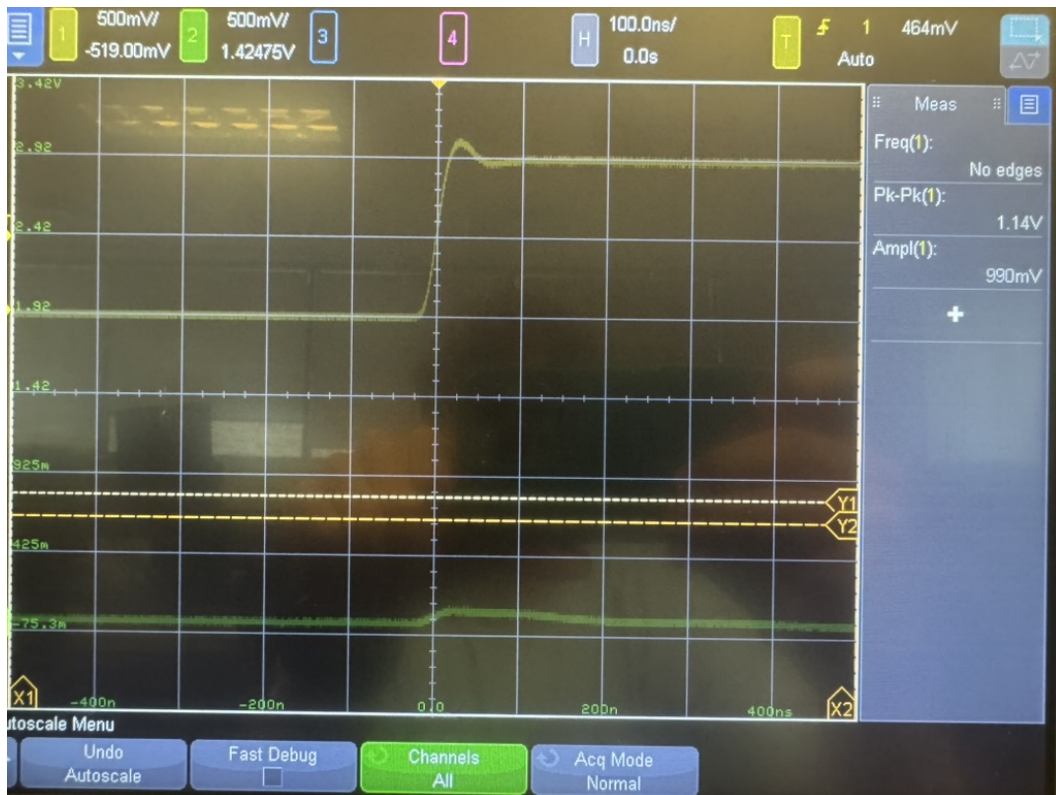 1 500mV/ -519.00mV
2 500mV/ 1.42475V
3
4
H 100.0ns/ 0.0s
T 1 464mV
Auto
Meas
Freq(1):
No edges
Pk-Pk(1):
1.14V
Ampl(1):
990mV
3.42V
2.92
2.42
1.92
1.42
925m
Y1
Y2
425m
-75.3m
X1 -400n -200n 0.0 200n 400ns X2
utoscale Menu
Undo Autoscale
Fast Debug
Channels All
Acq Mode Normal